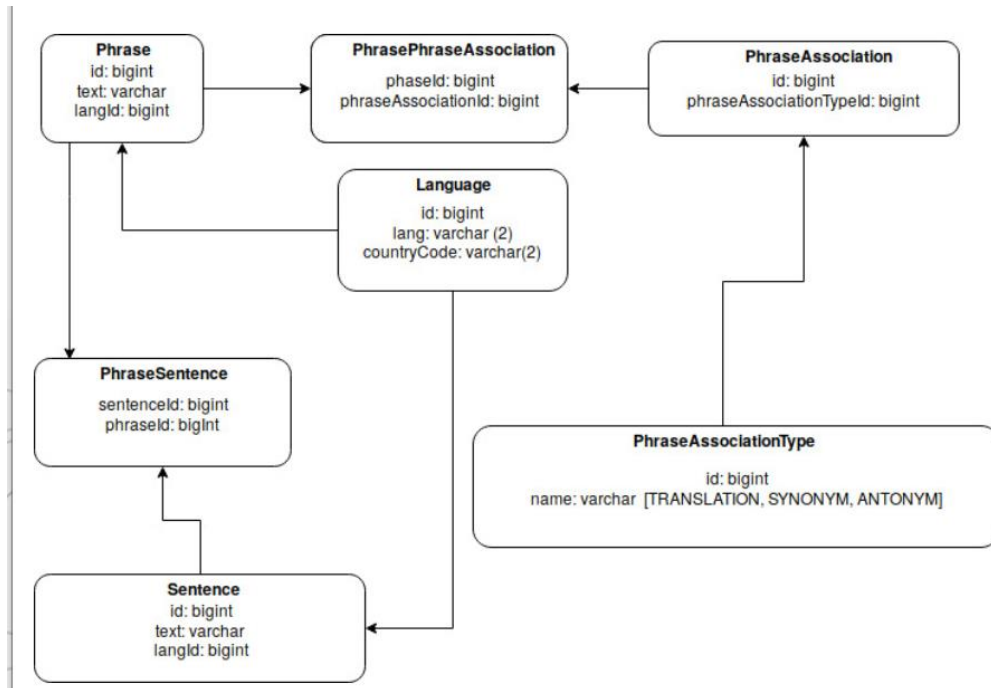 Phrase
id: bigint
text: varchar
langId: bigint
PhrasePhraseAssociation
phaseId: bigint
phraseAssociationId: bigint
PhraseAssociation
id: bigint
phraseAssociationTypeId: bigint
Language
id: bigint
lang: varchar (2)
countryCode: varchar(2)
PhraseSentence
sentenceId: bigint
phraseId: bigInt
PhraseAssociationType
id: bigint
name: varchar [TRANSLATION, SYNONYM, ANTONYM]
Sentence
id: bigint
text: varchar
langId: bigint